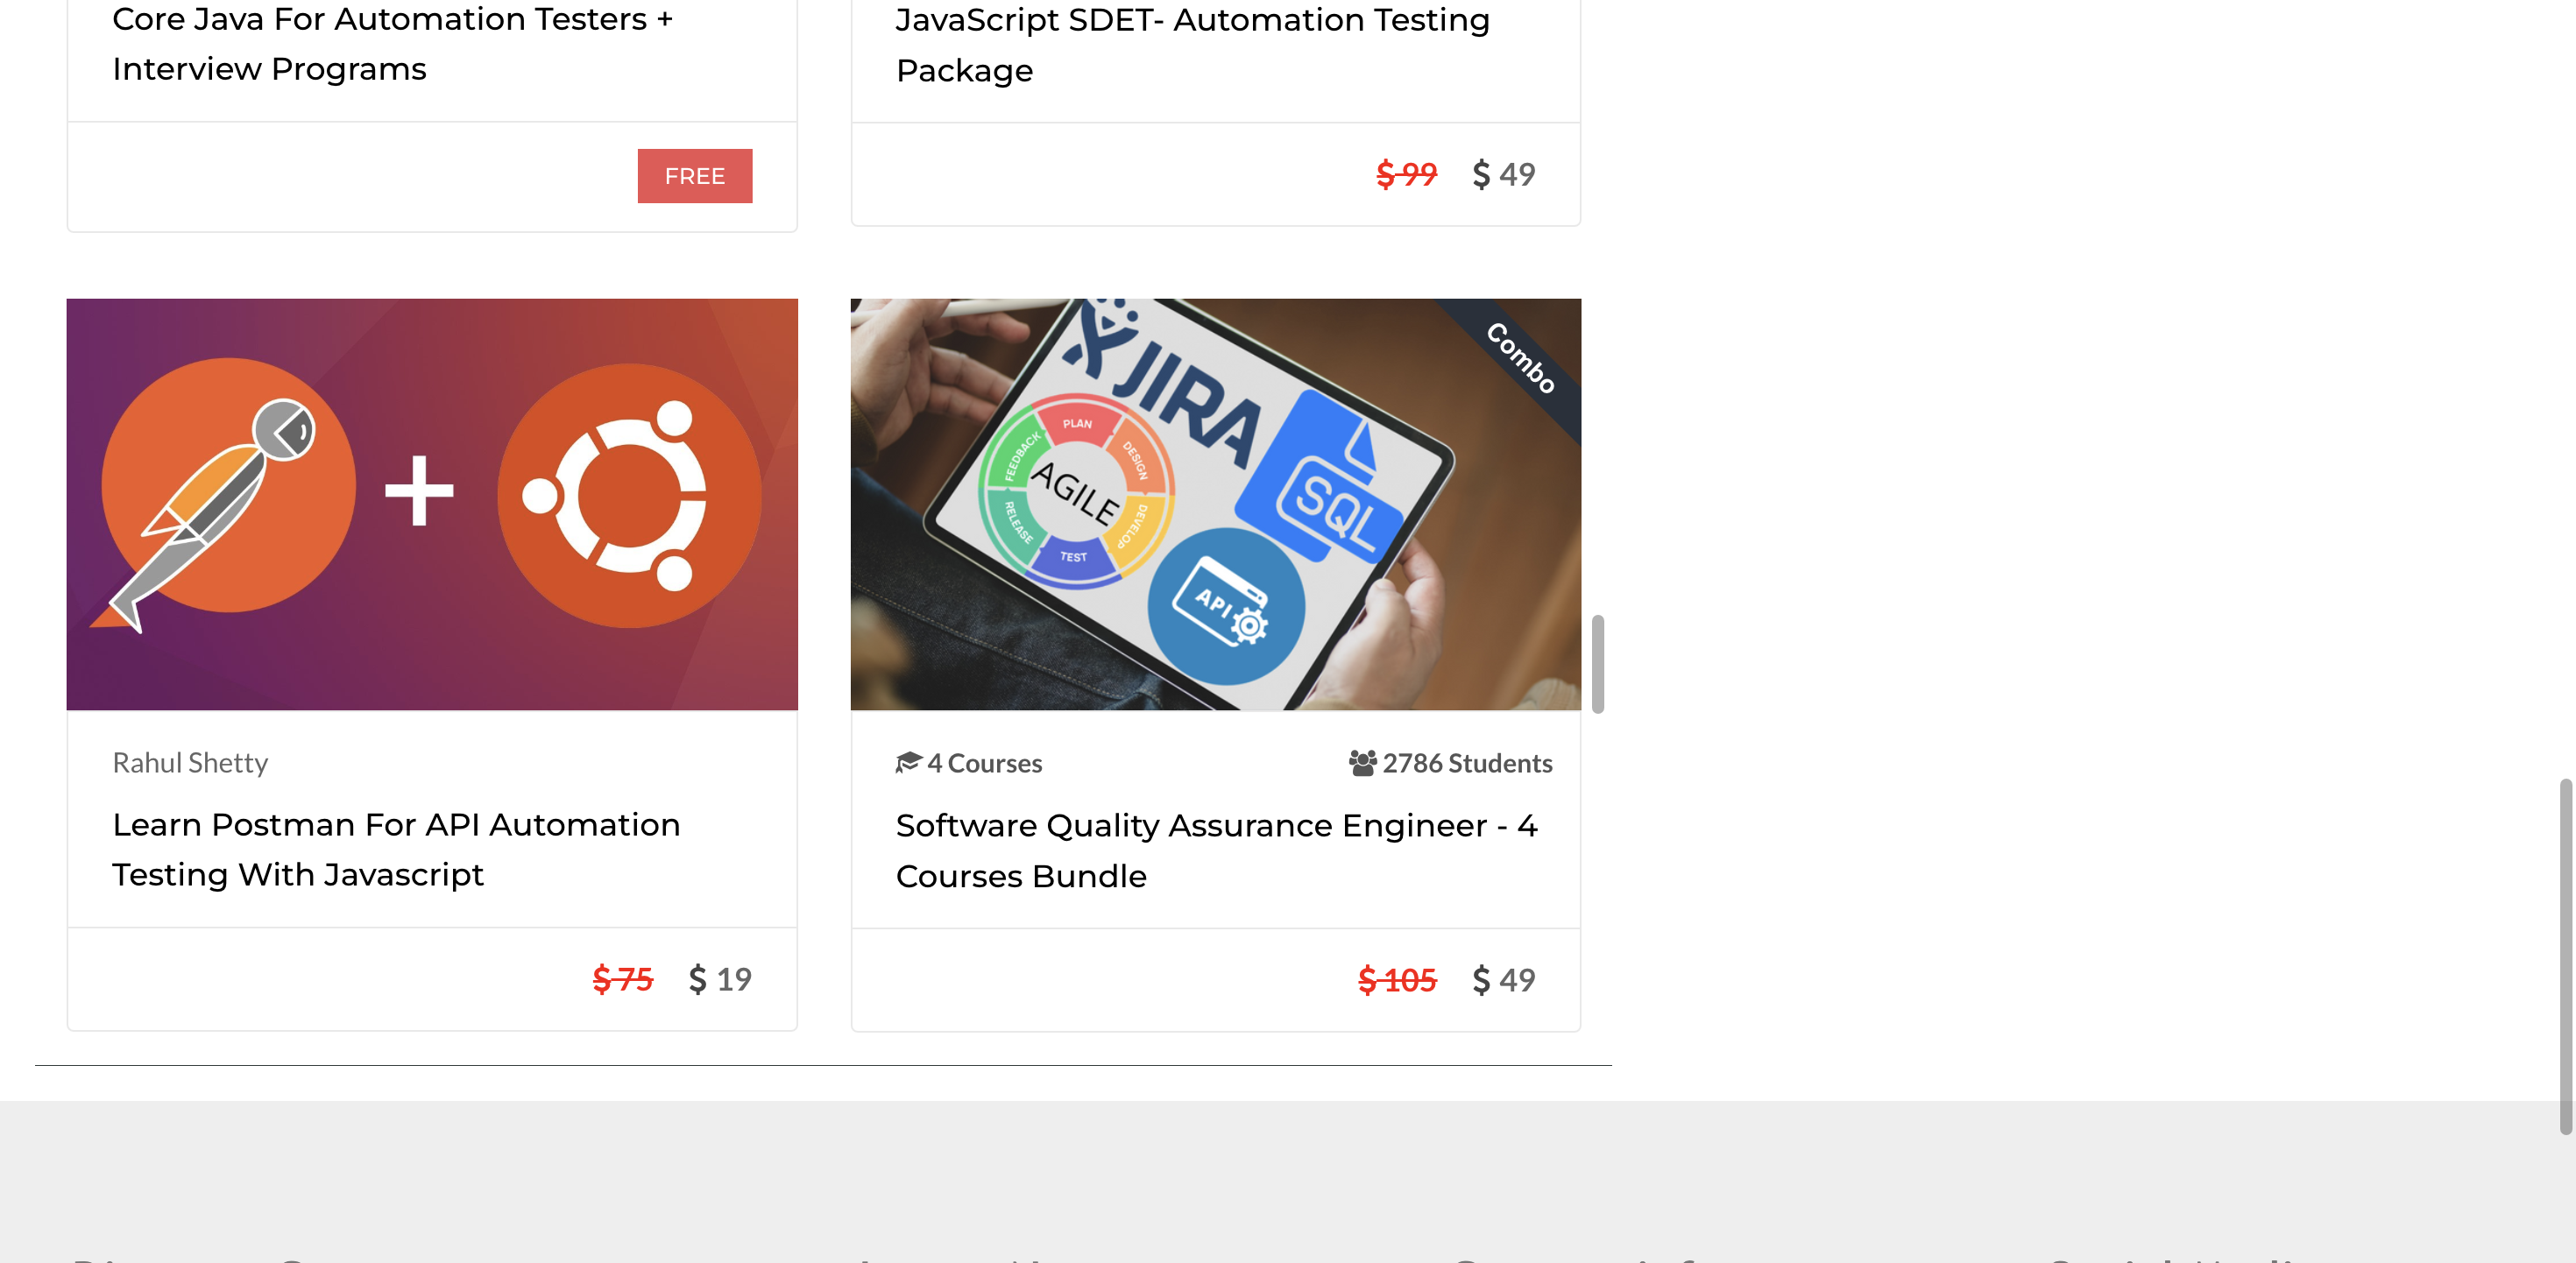 Core Java For Automation Testers +
Interview Programs
FREE
JavaScript SDET- Automation Testing
Package
$ 99 $ 49
Rahul Shetty
Learn Postman For API Automation
Testing With Javascript
$ 75 $ 19
Combo
JIRA
PLAN
DESIGN
DEVELOP
TEST
RELEASE
FEEDBACK
AGILE
SQL
API
4 Courses
2786 Students
Software Quality Assurance Engineer - 4
Courses Bundle
$ 105 $ 49